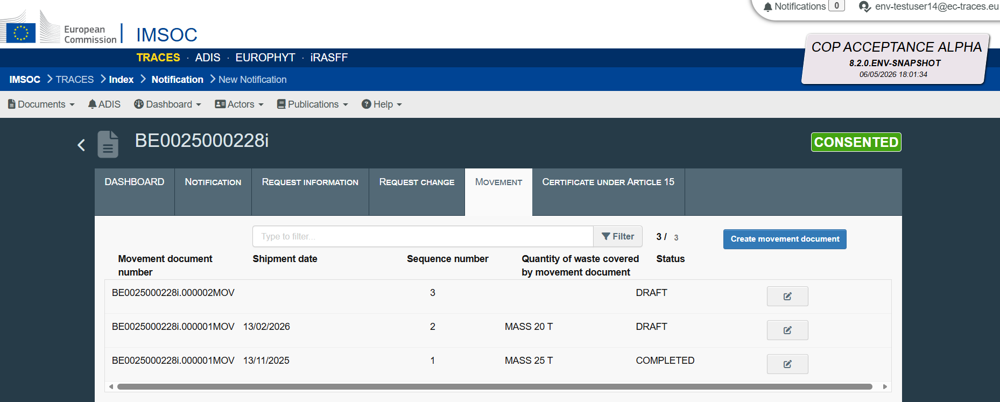 Notifications 0 env-testuser14@ec-traces.eu
European
Commission
IMSOC
COP ACCEPTANCE ALPHA
8.2.0.ENV-SNAPSHOT
06/05/2026 18:01:34
TRACES · ADIS · EUROPHYT · iRASFF
IMSOC TRACES Index Notification New Notification
Documents ADIS Dashboard Actors Publications Help
BE0025000228i
CONSENTED
DASHBOARD NOTIFICATION REQUEST INFORMATION REQUEST CHANGE MOVEMENT CERTIFICATE UNDER ARTICLE 15
Type to filter... Filter 3 / 3 Create movement document
Movement document number Shipment date Sequence number Quantity of waste covered by movement document Status
BE0025000228i.000002MOV 3 DRAFT
BE0025000228i.000001MOV 13/02/2026 2 MASS 20 T DRAFT
BE0025000228i.000001MOV 13/11/2025 1 MASS 25 T COMPLETED